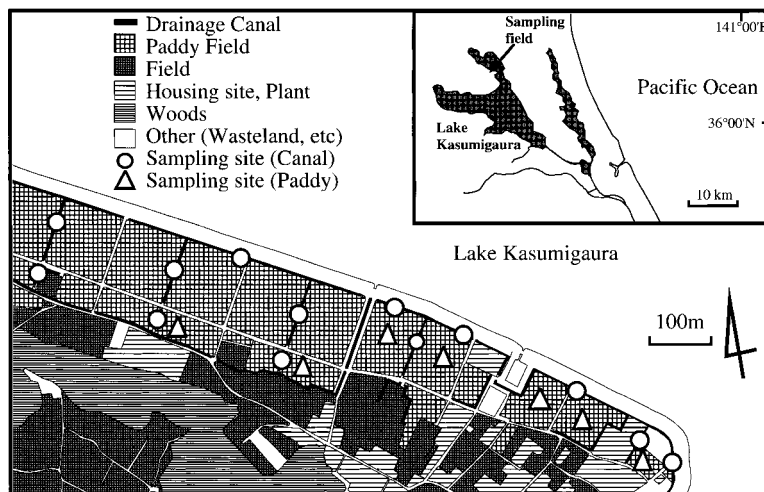 Drainage Canal
Paddy Field
Field
Housing site, Plant
Woods
Other (Wasteland, etc)
Sampling site (Canal)
Sampling site (Paddy)
Sampling
field
141°00'E
Pacific Ocean
36°00'N
Lake
Kasumigaura
10 km
Lake Kasumigaura
100m